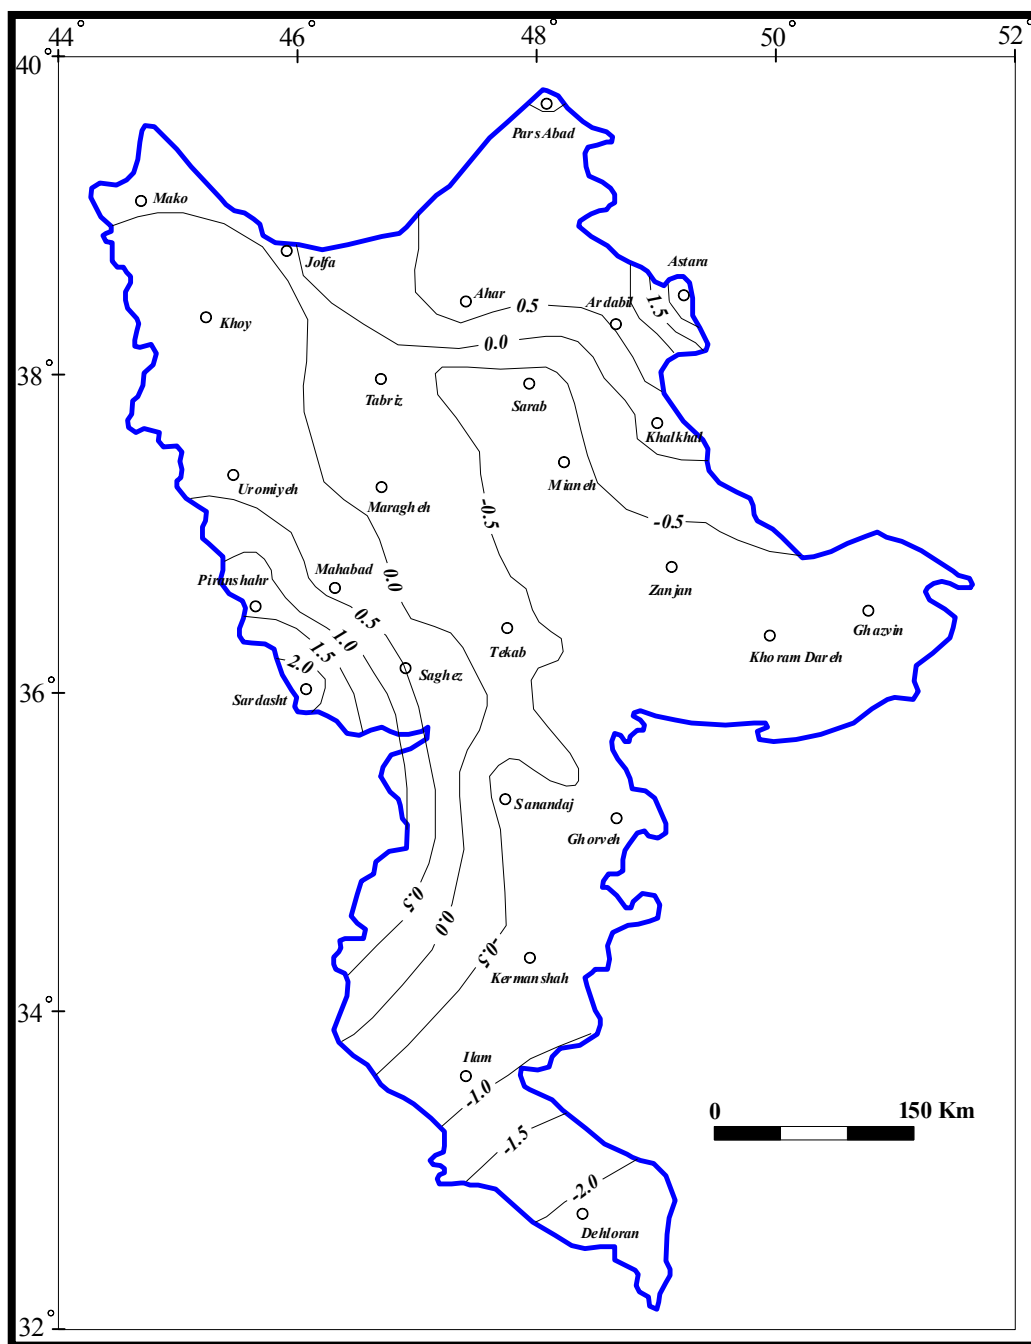 44° 46° 48° 50° 52°
40°
Pars Abad
Mako
Astara
Jolfa
Ahar
Ardabil
1.5
0.5
Khoy
0.0
38°
Tabriz
Sarab
Khalkhal
Uromiyeh
Mianeh
Maragheh
-0.5
-0.5
Mahabad
0.0
Piranshahr
Zanjan
0.5
Ghazvin
1.0
Khoram Dareh
Tekab
1.5
2.0
Saghez
36°
Sardasht
Sanandaj
Ghorveh
0.5
0.0
-0.5
Kermanshah
34°
Ilam
-1.0
0 150 Km
-1.5
-2.0
Dehloran
32°